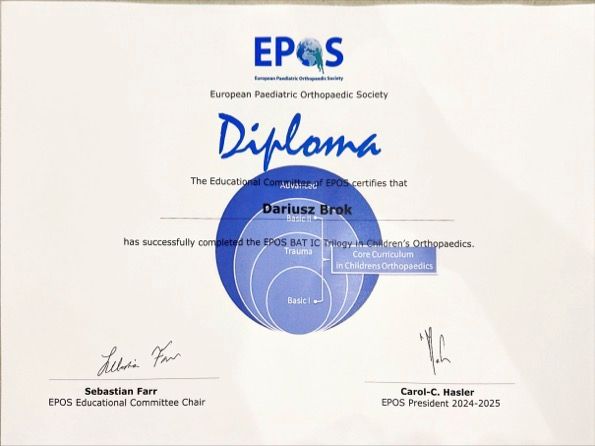 EPOS
European Paediatric Orthopaedic Society
European Paediatric Orthopaedic Society
Diploma
The Educational Committee of EPOS certifies that
Advanced
Dariusz Brok
Basic II
has successfully completed the EPOS BAT IC Trilogy in Children's Orthopaedics.
Trauma
Core Curriculum
in Childrens Orthopaedics
Basic I
Sebastian Farr
EPOS Educational Committee Chair
Carol-C. Hasler
EPOS President 2024-2025